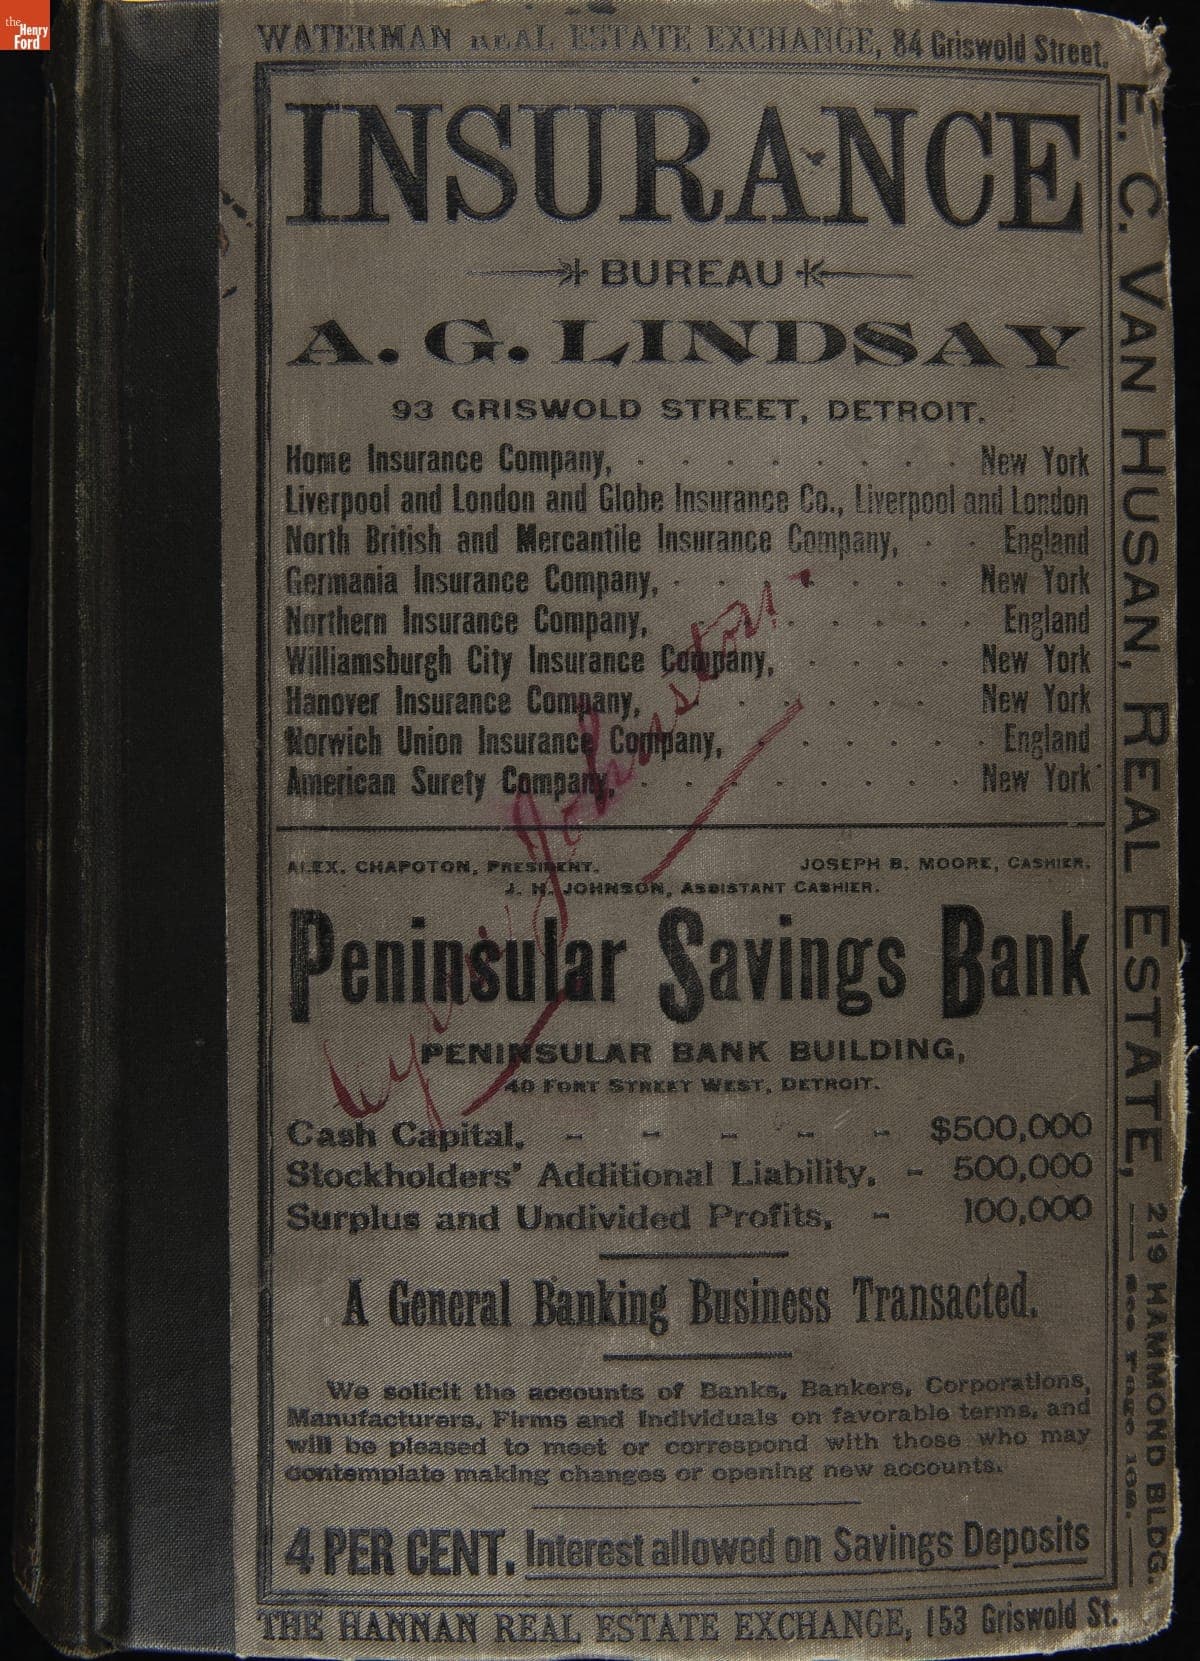 the Henry Ford
WATERMAN REAL ESTATE EXCHANGE, 84 Griswold Street.
INSURANCE
BUREAU
A. G. LINDSAY
93 GRISWOLD STREET, DETROIT.
Home Insurance Company, . . . . . . . . . New York
Liverpool and London and Globe Insurance Co., Liverpool and London
North British and Mercantile Insurance Company, . . England
Germania Insurance Company, . . . . . . . New York
Northern Insurance Company, . . . . . . . England
Williamsburgh City Insurance Company, . . . . . New York
Hanover Insurance Company, . . . . . . . New York
Norwich Union Insurance Company, . . . . . . . England
American Surety Company, . . . . . . . . New York
Johnston.
ALEX. CHAPOTON, PRESIDENT. JOSEPH B. MOORE, CASHIER.
J. H. JOHNSON, ASSISTANT CASHIER.
Peninsular Savings Bank
PENINSULAR BANK BUILDING,
40 FORT STREET WEST, DETROIT.
Cash Capital, - - - - - $500,000
Stockholders' Additional Liability, - 500,000
Surplus and Undivided Profits, - 100,000
A General Banking Business Transacted.
We solicit the accounts of Banks, Bankers, Corporations,
Manufacturers, Firms and Individuals on favorable terms, and
will be pleased to meet or correspond with those who may
contemplate making changes or opening new accounts.
4 PER CENT. Interest allowed on Savings Deposits
THE HANNAN REAL ESTATE EXCHANGE, 153 Griswold St.
E. C. VAN HUSAN, REAL ESTATE, 219 HAMMOND BLDG.
See Page 168.